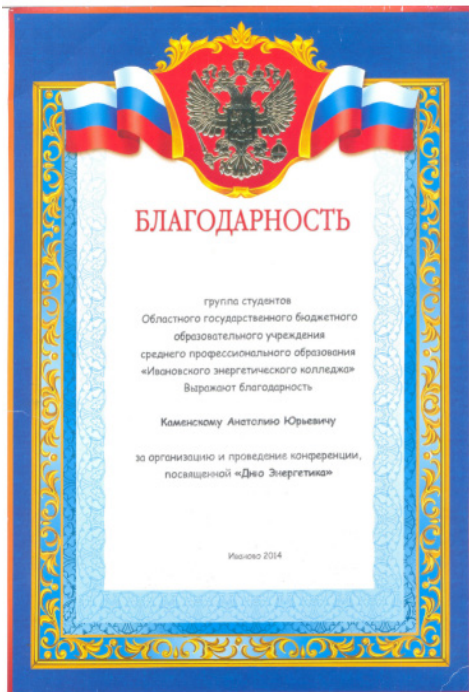 БЛАГОДАРНОСТЬ
группа студентов
Областного государственного бюджетного
образовательного учреждения
среднего профессионального образования
«Ивановского энергетического колледжа»
Выражают благодарность
Каменскому Анатолию Юрьевичу
за организацию и проведение конференции,
посвященной «Дню Энергетика»
Иваново 2014